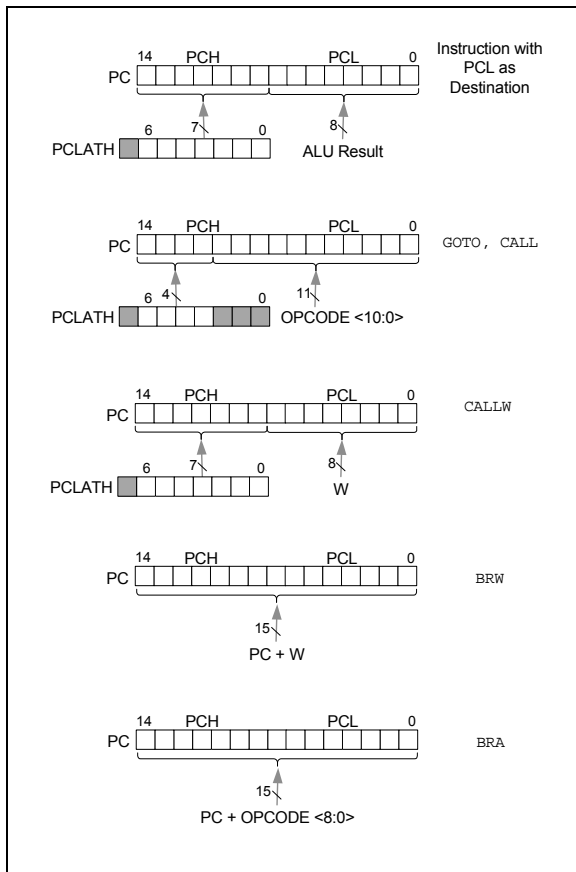 14 PCH PCL 0 Instruction with
PC PCL as
Destination
6 7 0 8
PCLATH ALU Result
14 PCH PCL 0
PC GOTO, CALL
6 4 0 11
PCLATH OPCODE <10:0>
14 PCH PCL 0
PC CALLW
6 7 0 8
PCLATH W
14 PCH PCL 0
PC BRW
15
PC + W
14 PCH PCL 0
PC BRA
15
PC + OPCODE <8:0>